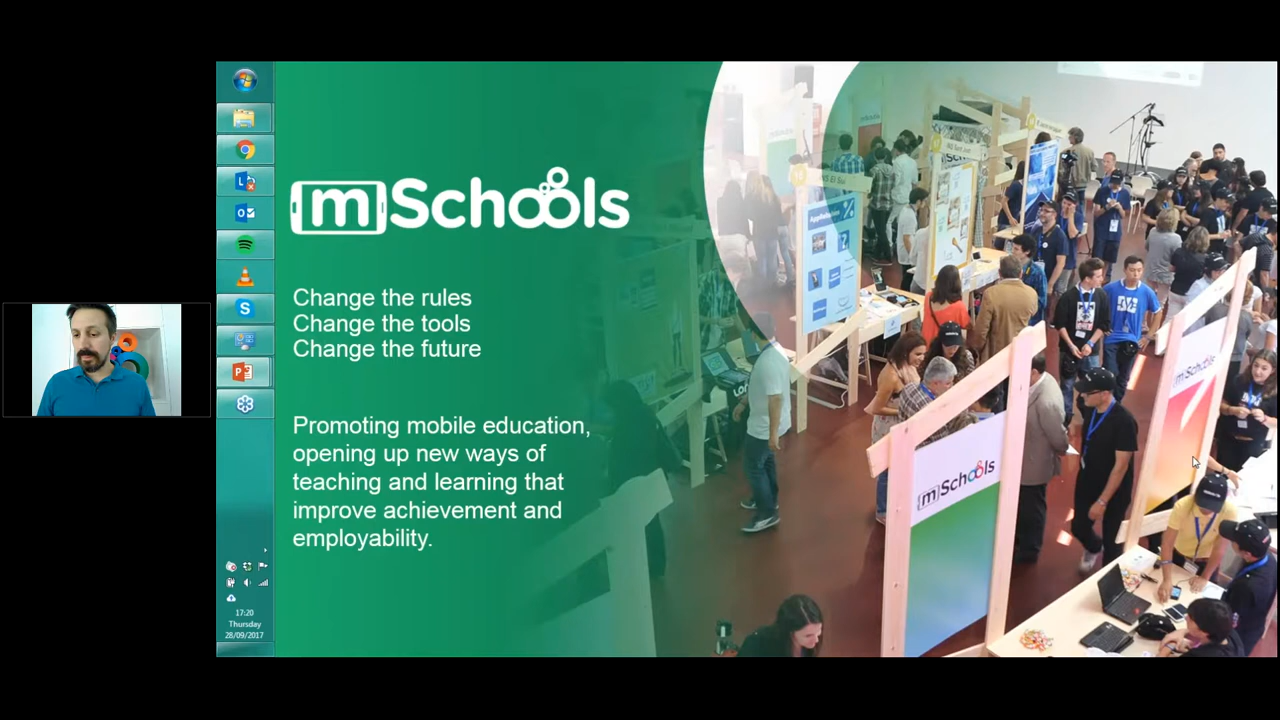 mSchools
Change the rules
Change the tools
Change the future
Promoting mobile education,
opening up new ways of
teaching and learning that
improve achievement and
employability.
mSchools
mSchools
17:20
Thursday
28/09/2017